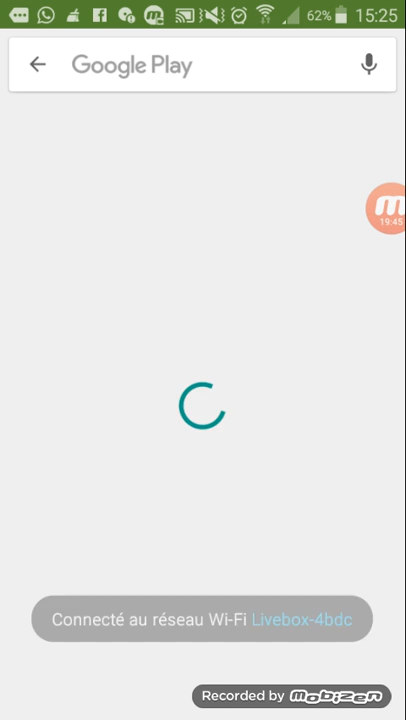 62% 15:25
Google Play
19:45
Connecté au réseau Wi-Fi Livebox-4bdc
Recorded by mobizen